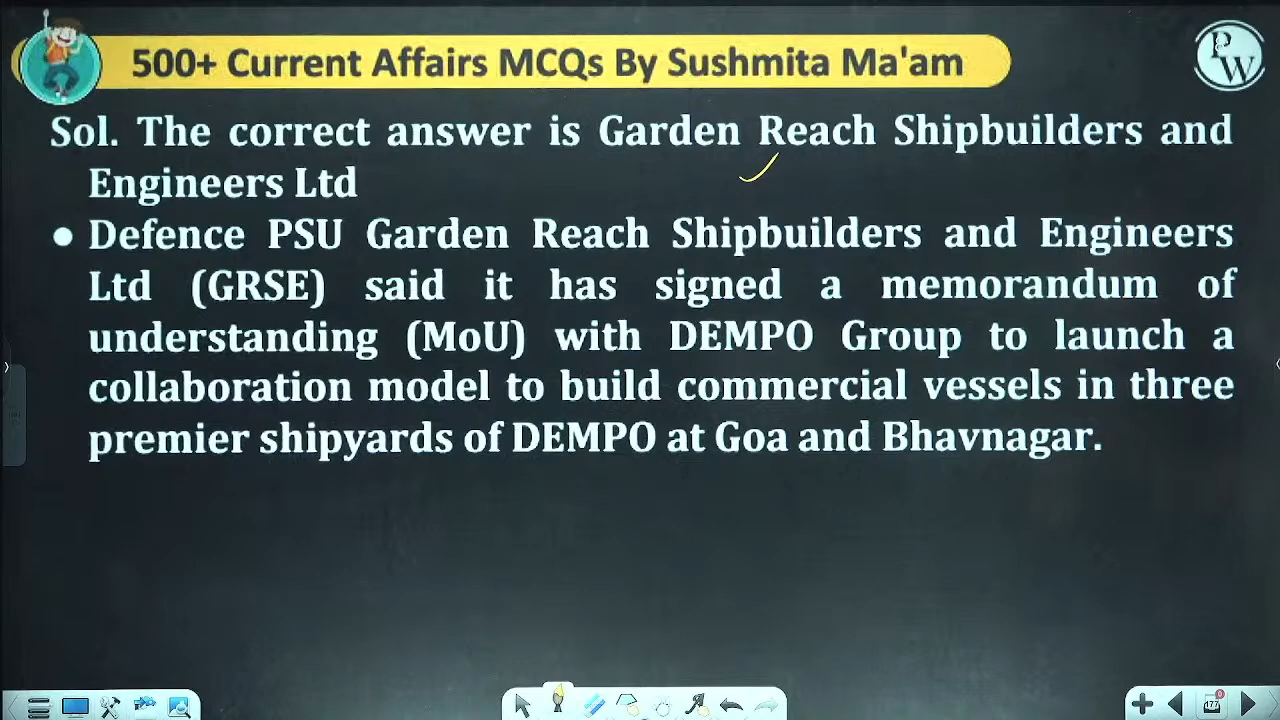 500+ Current Affairs MCQs By Sushmita Ma'am
PW
Sol. The correct answer is Garden Reach Shipbuilders and
Engineers Ltd
• Defence PSU Garden Reach Shipbuilders and Engineers
Ltd (GRSE) said it has signed a memorandum of
understanding (MoU) with DEMPO Group to launch a
collaboration model to build commercial vessels in three
premier shipyards of DEMPO at Goa and Bhavnagar.